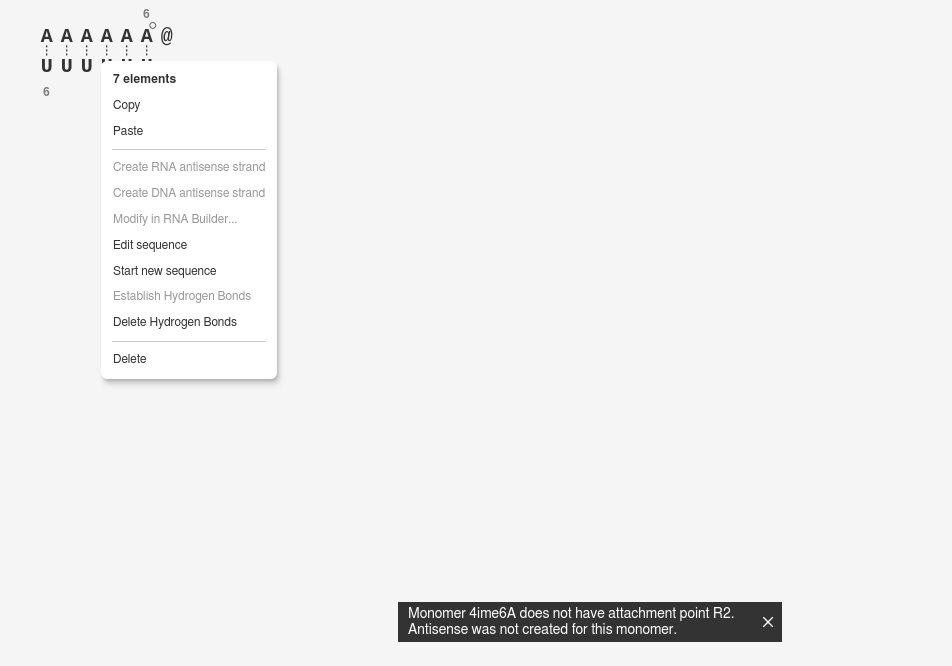 6
A A A A A A @
U U U
6
7 elements
Copy
Paste
Create RNA antisense strand
Create DNA antisense strand
Modify in RNA Builder...
Edit sequence
Start new sequence
Establish Hydrogen Bonds
Delete Hydrogen Bonds
Delete
Monomer 4ime6A does not have attachment point R2.
Antisense was not created for this monomer.